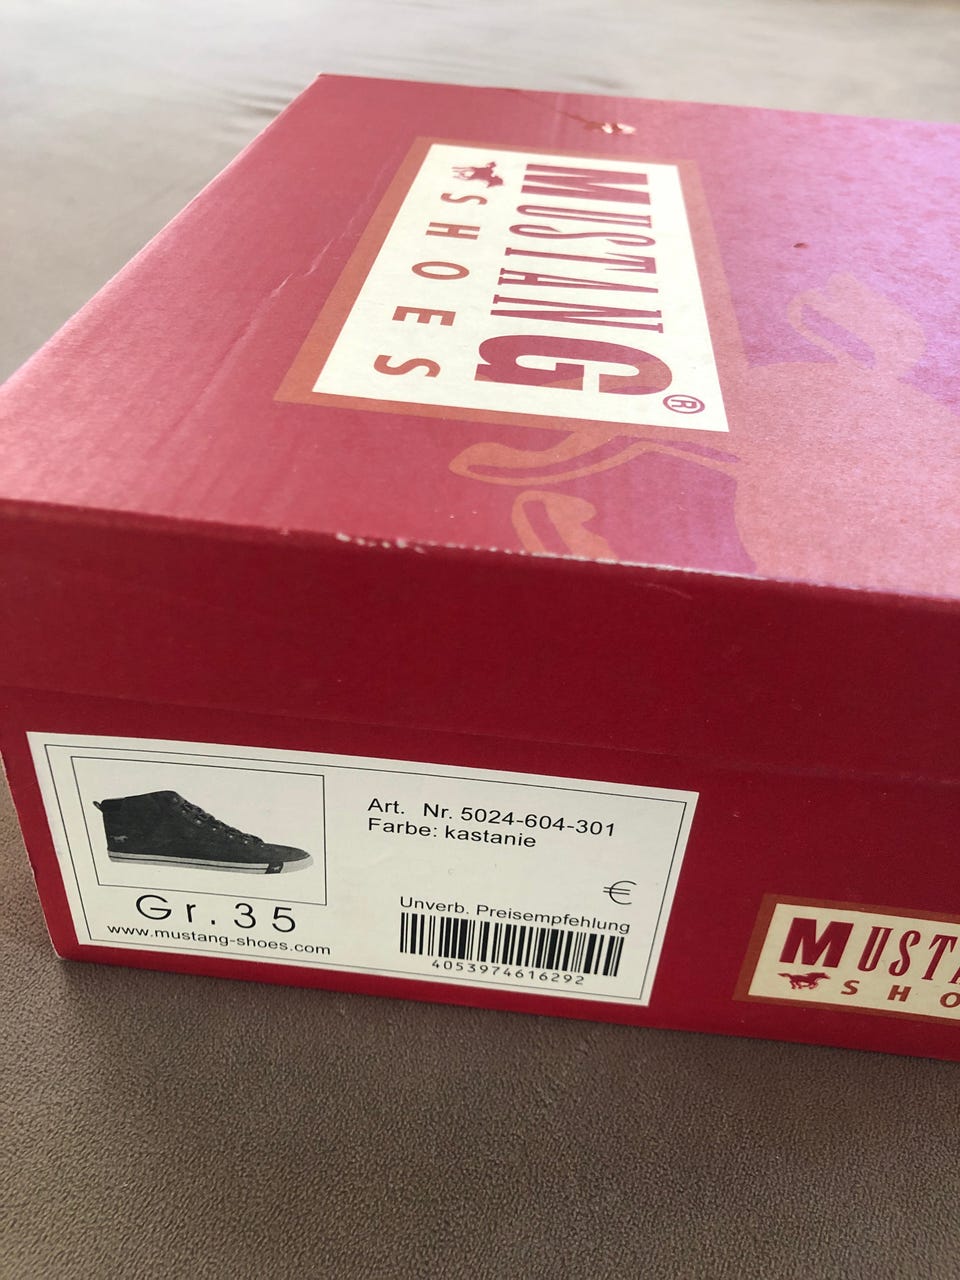 MUSTANG®
SHOES
Art. Nr. 5024-604-301
Farbe: kastanie
€
Unverb. Preisempfehlung
4053974616292
Gr. 35
www.mustang-shoes.com
MUSTA
SHO